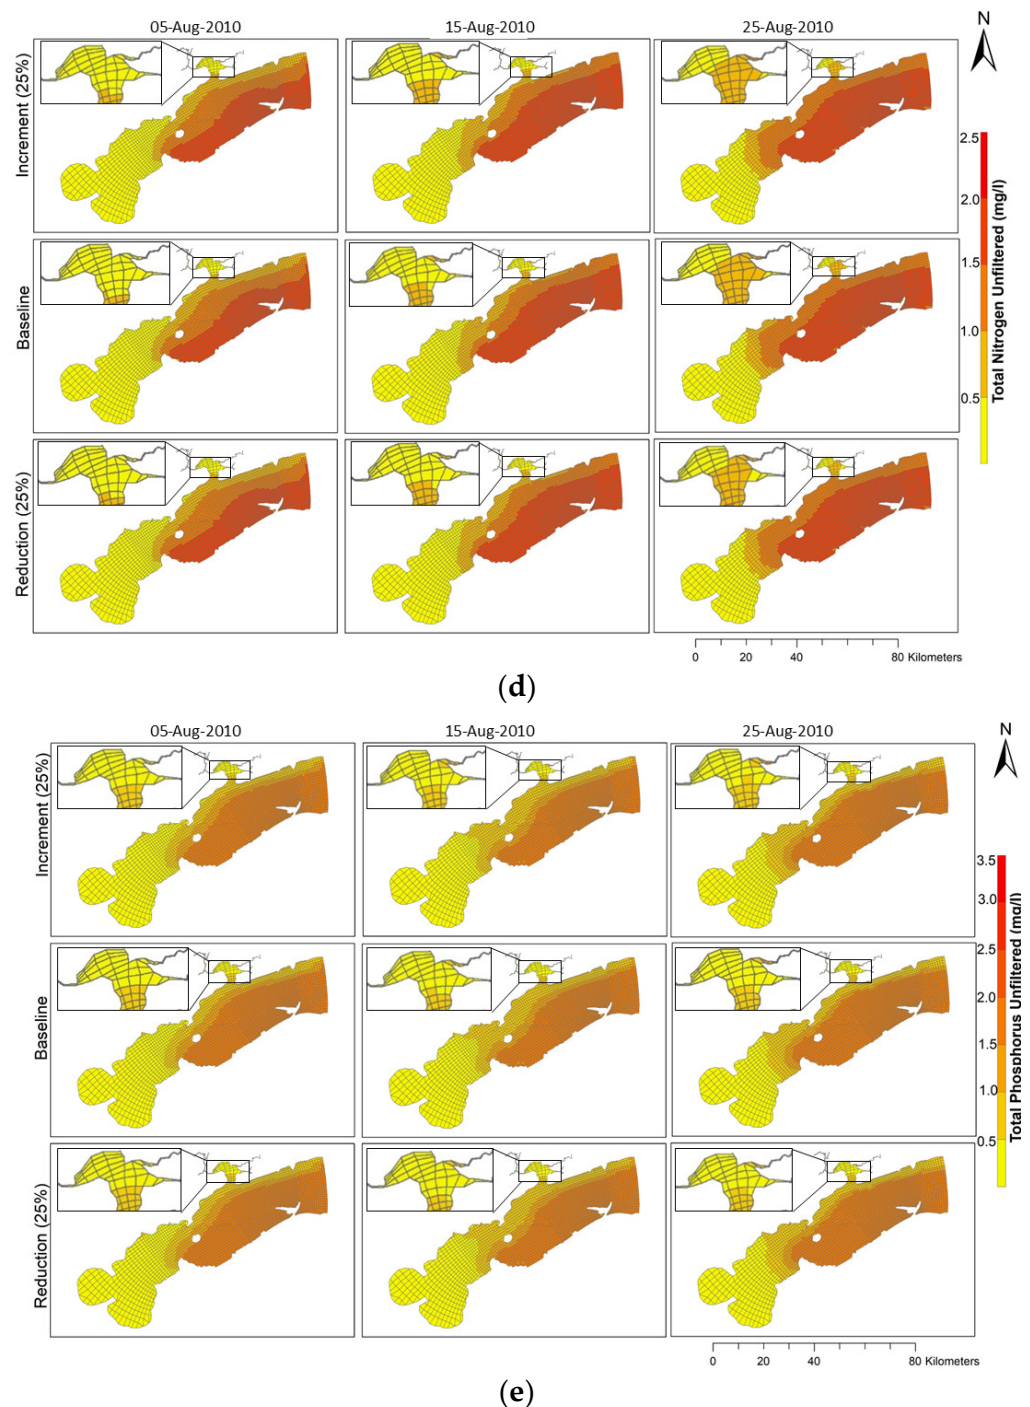 05-Aug-2010 15-Aug-2010 25-Aug-2010
N
Increment (25%)
Baseline
Reduction (25%)
2.5
2.0
1.5
1.0
0.5
Total Nitrogen Unfiltered (mg/l)
0 20 40 80 Kilometers
(d)
05-Aug-2010 15-Aug-2010 25-Aug-2010
N
Increment (25%)
Baseline
Reduction (25%)
3.5
3.0
2.5
2.0
1.5
1.0
0.5
Total Phosphorus Unfiltered (mg/l)
0 20 40 80 Kilometers
(e)